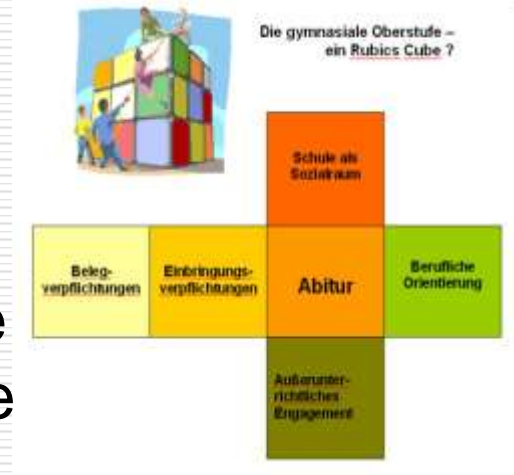 Die gymnasiale Oberstufe –
ein Rubics Cube ?
Schule als
Sozialraum
Beleg-
verpflichtungen
Einbringungs-
verpflichtungen
Abitur
Berufliche
Orientierung
Außerunter-
richtliches
Engagement
e
e